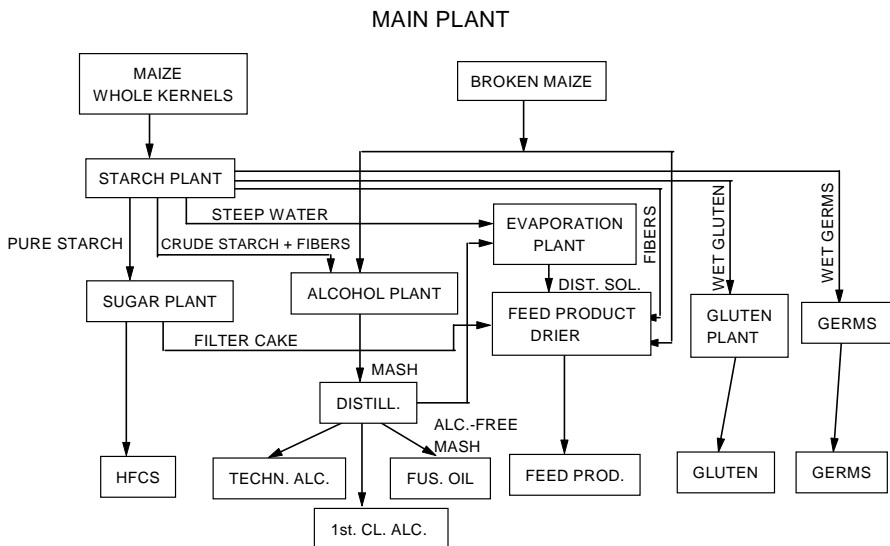 MAIN PLANT
MAIZE
WHOLE KERNELS
BROKEN MAIZE
STARCH PLANT
STEEP WATER
EVAPORATION
PLANT
FIBERS
WET GLUTEN
WET GERMS
PURE STARCH
CRUDE STARCH + FIBERS
DIST. SOL.
SUGAR PLANT
ALCOHOL PLANT
FEED PRODUCT
DRIER
GLUTEN
PLANT
GERMS
FILTER CAKE
MASH
DISTILL.
ALC.-FREE
MASH
HFCS
TECHN. ALC.
FUS. OIL
FEED PROD.
GLUTEN
GERMS
1st. CL. ALC.